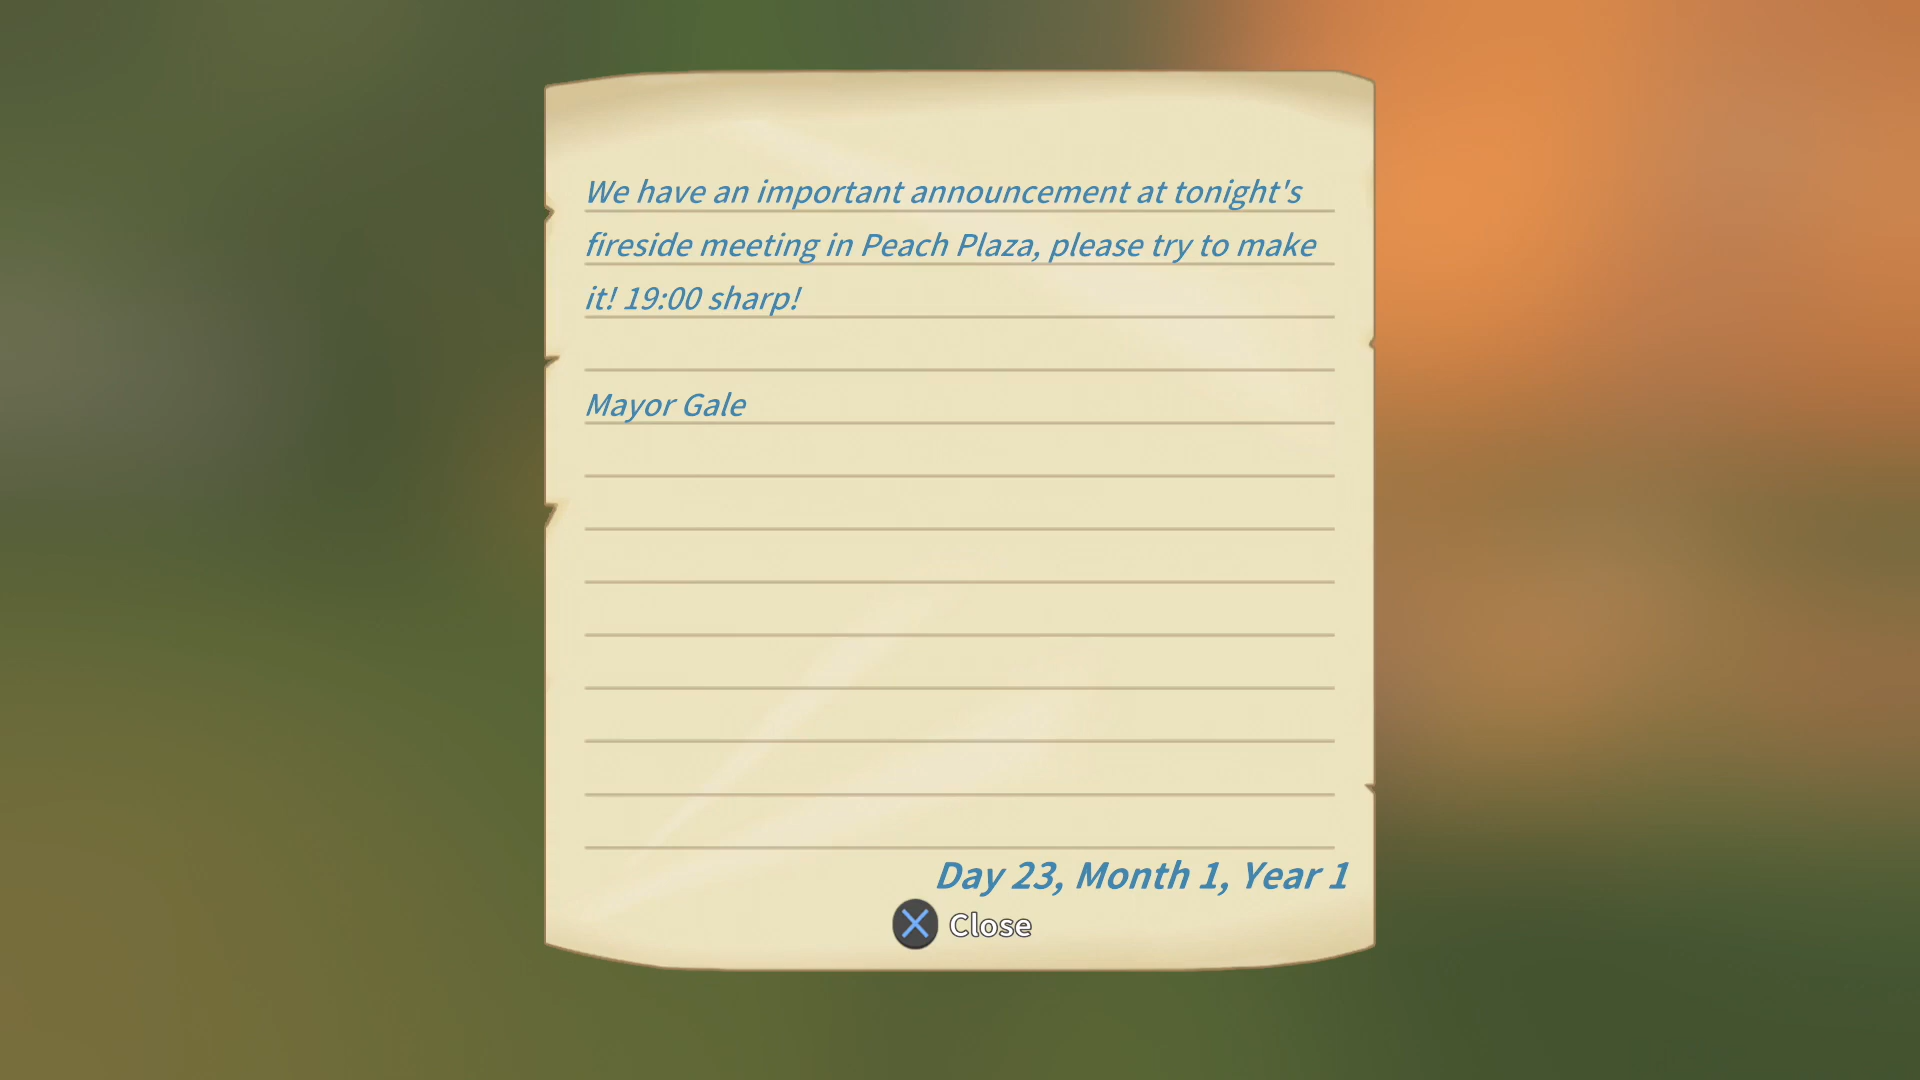 We have an important announcement at tonight's
fireside meeting in Peach Plaza, please try to make
it! 19:00 sharp!
Mayor Gale
Day 23, Month 1, Year 1
Close